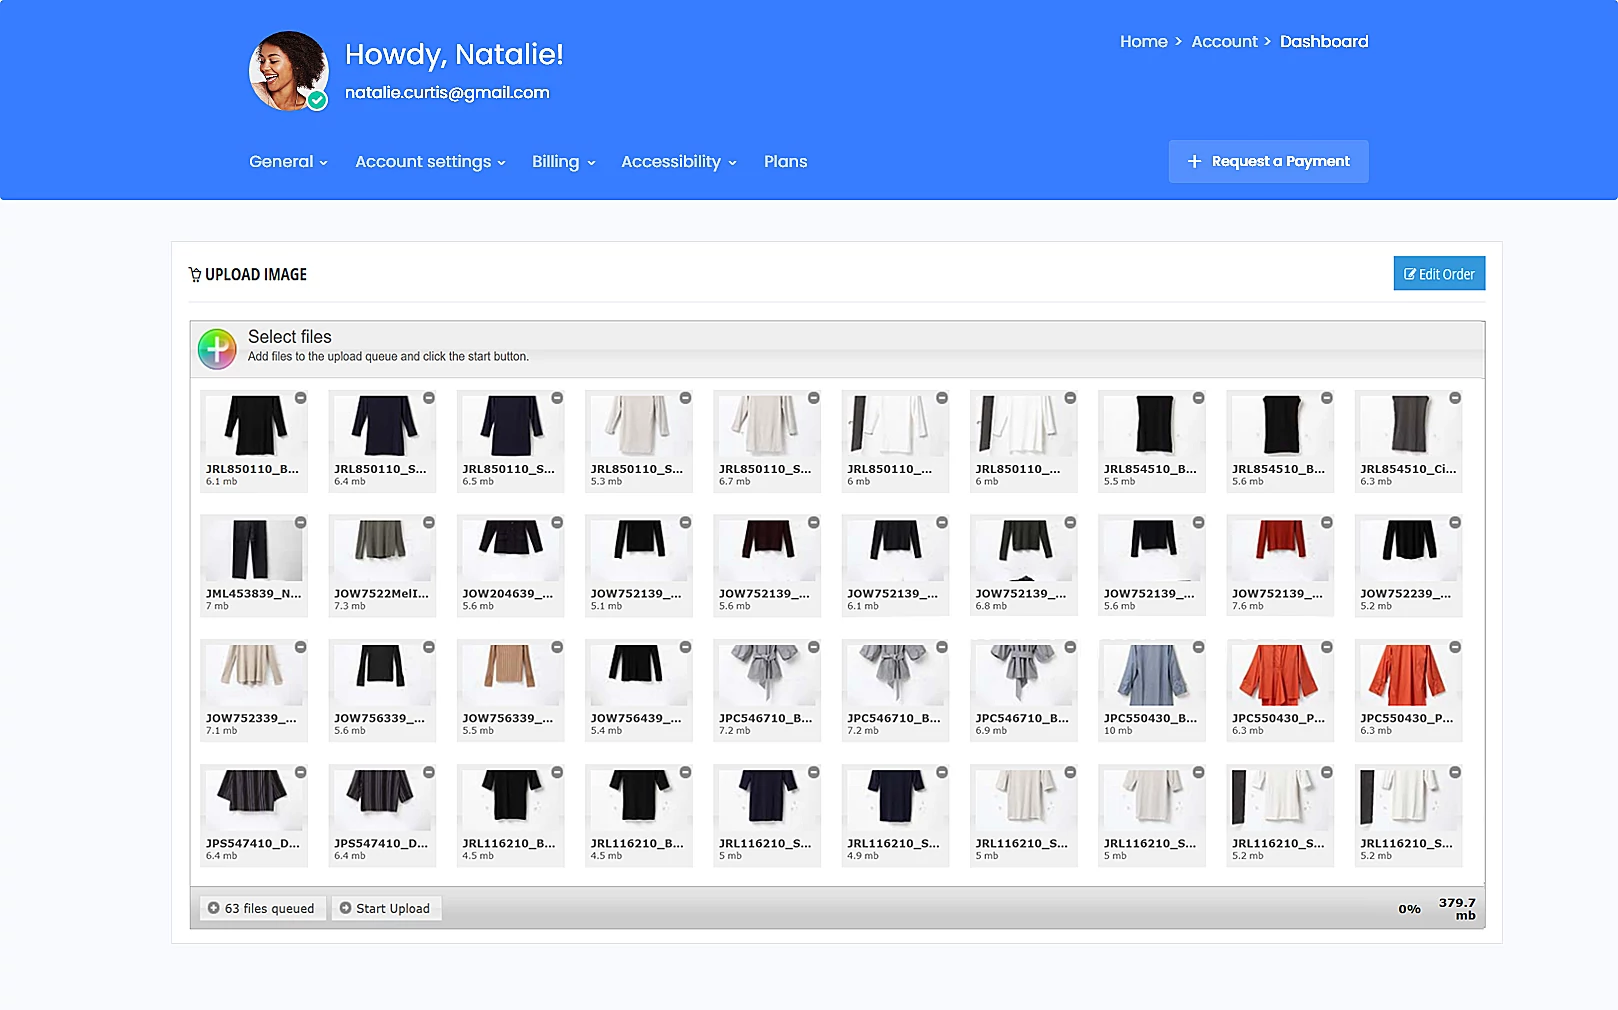 Howdy, Natalie!
natalie.curtis@gmail.com
Home > Account > Dashboard
General
Account settings
Billing
Accessibility
Plans
Request a Payment
UPLOAD IMAGE
Edit Order
Select files
Add files to the upload queue and click the start button.
JRL850110_B... JRL850110_S... JRL850110_S... JRL850110_S... JRL850110_S... JRL850110_... JRL850110_... JRL854510_B... JRL854510_B... JRL854510_Ci...
6.1 mb 6.4 mb 6.5 mb 5.3 mb 6.7 mb 6 mb 6 mb 5.5 mb 5.6 mb 6.3 mb
JML453839_N... JOW7522MelI... JOW204639_... JOW752139_... JOW752139_... JOW752139_... JOW752139_... JOW752139_... JOW752139_... JOW752239_...
7 mb 7.3 mb 5.6 mb 5.1 mb 5.6 mb 6.1 mb 6.8 mb 5.6 mb 7.6 mb 5.2 mb
JOW752339_... JOW756339_... JOW756339_... JOW756439_... JPC546710_B... JPC546710_B... JPC546710_B... JPC550430_B... JPC550430_P... JPC550430_P...
7.1 mb 5.6 mb 5.5 mb 5.4 mb 7.2 mb 7.2 mb 6.9 mb 10 mb 6.3 mb 6.3 mb
JPS547410_D... JPS547410_D... JRL116210_B... JRL116210_B... JRL116210_S... JRL116210_S... JRL116210_S... JRL116210_S... JRL116210_S... JRL116210_S...
6.4 mb 6.4 mb 4.5 mb 4.5 mb 5 mb 4.9 mb 5 mb 5 mb 5.2 mb 5.2 mb
63 files queued
Start Upload
0%
379.7
mb